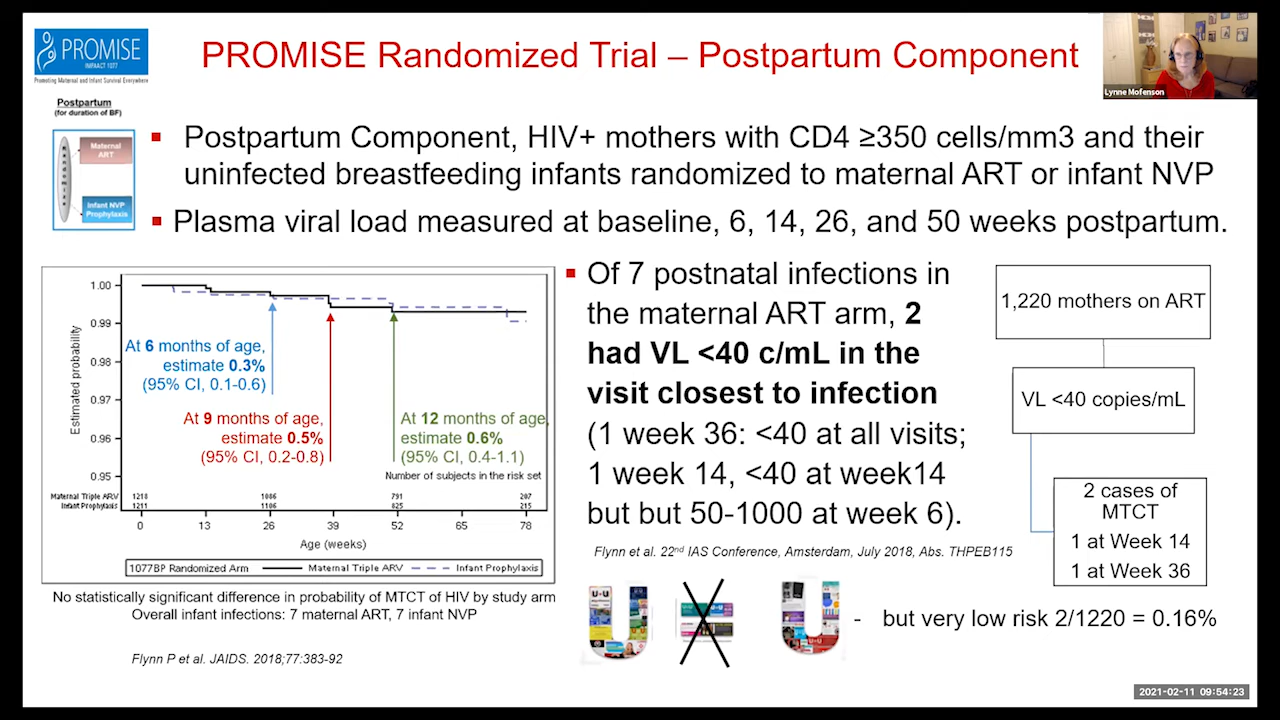 PROMISE
IMPAACT 1077
Promoting Maternal and Infant Survival Everywhere
PROMISE Randomized Trial – Postpartum Component
Lynne Mofenson
Postpartum
(for duration of BF)
Maternal
ART
Infant NVP
Prophylaxis
▪ Postpartum Component, HIV+ mothers with CD4 ≥350 cells/mm3 and their
uninfected breastfeeding infants randomized to maternal ART or infant NVP
▪ Plasma viral load measured at baseline, 6, 14, 26, and 50 weeks postpartum.
Estimated probability
1.00
0.99
0.98
0.97
0.96
0.95
At 6 months of age,
estimate 0.3%
(95% CI, 0.1-0.6)
At 9 months of age,
estimate 0.5%
(95% CI, 0.2-0.8)
At 12 months of age,
estimate 0.6%
(95% CI, 0.4-1.1)
Number of subjects in the risk set
Maternal Triple ARV 1218 1086 791 207
Infant Prophylaxis 1211 1106 825 215
0 13 26 39 52 65 78
Age (weeks)
1077BP Randomized Arm Maternal Triple ARV Infant Prophylaxis
No statistically significant difference in probability of MTCT of HIV by study arm
Overall infant infections: 7 maternal ART, 7 infant NVP
Flynn P et al. JAIDS. 2018;77:383-92
▪ Of 7 postnatal infections in
the maternal ART arm, 2
had VL <40 c/mL in the
visit closest to infection
(1 week 36: <40 at all visits;
1 week 14, <40 at week14
but but 50-1000 at week 6).
Flynn et al. 22nd IAS Conference, Amsterdam, July 2018, Abs. THPEB115
1,220 mothers on ART
VL <40 copies/mL
2 cases of
MTCT
1 at Week 14
1 at Week 36
- but very low risk 2/1220 = 0.16%
2021-02-11 09:54:23